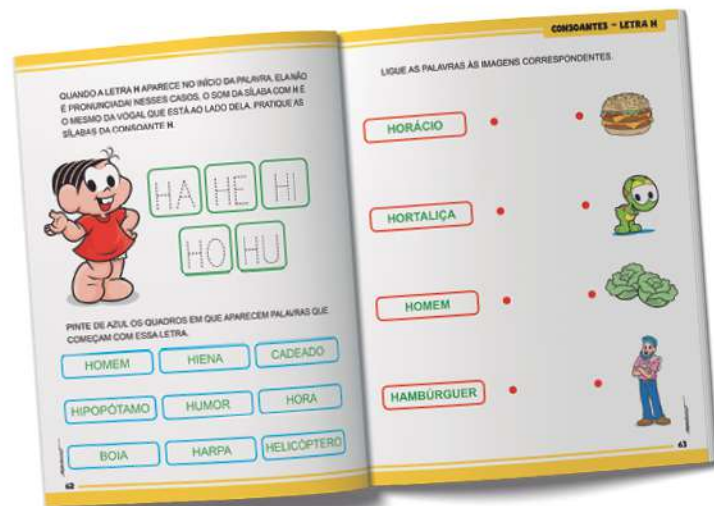 QUANDO A LETRA H APARECE NO INÍCIO DA PALAVRA, ELA NÃO
É PRONUNCIADA! NESSES CASOS, O SOM DA SÍLABA COM H É
O MESMO DA VOGAL QUE ESTÁ AO LADO DELA. PRATIQUE AS
SÍLABAS DA CONSOANTE H.
HA HE HI
HO HU
PINTE DE AZUL OS QUADROS EM QUE APARECEM PALAVRAS QUE
COMEÇAM COM ESSA LETRA.
HOMEM HIENA CADEADO
HIPOPÓTAMO HUMOR HORA
BOIA HARPA HELICÓPTERO
62
CONSOANTES - LETRA H
LIGUE AS PALAVRAS ÀS IMAGENS CORRESPONDENTES.
HORÁCIO
HORTALIÇA
HOMEM
HAMBÚRGUER
63